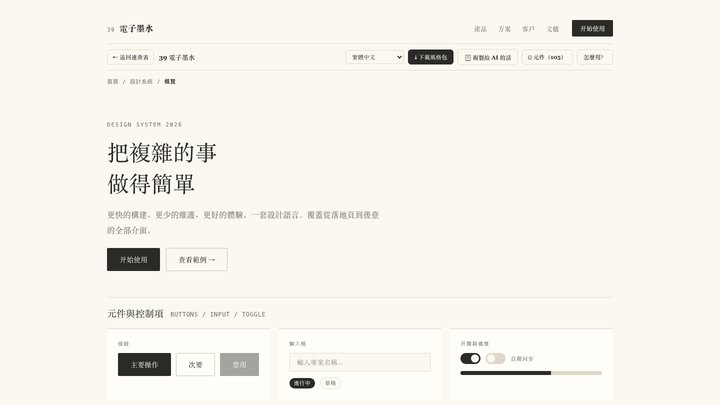 39 電子墨水
產品 方案 客戶 文檔 开始使用
← 返回速查表 39 電子墨水 繁體中文 ↓ 下載風格包 📋 複製給 AI 的話 元件（105） 怎麼用?
首頁 / 設計系統 / 概覽
DESIGN SYSTEM 2026
把複雜的事
做得簡單
更快的構建、更少的維護、更好的體驗。一套設計語言，覆蓋從落地頁到後臺
的全部介面。
开始使用 查看範例 →
元件與控制項 BUTTONS / INPUT / TOGGLE
按鈕
主要操作 次要 禁用
輸入框
輸入專案名稱…
進行中 草稿
自動同步